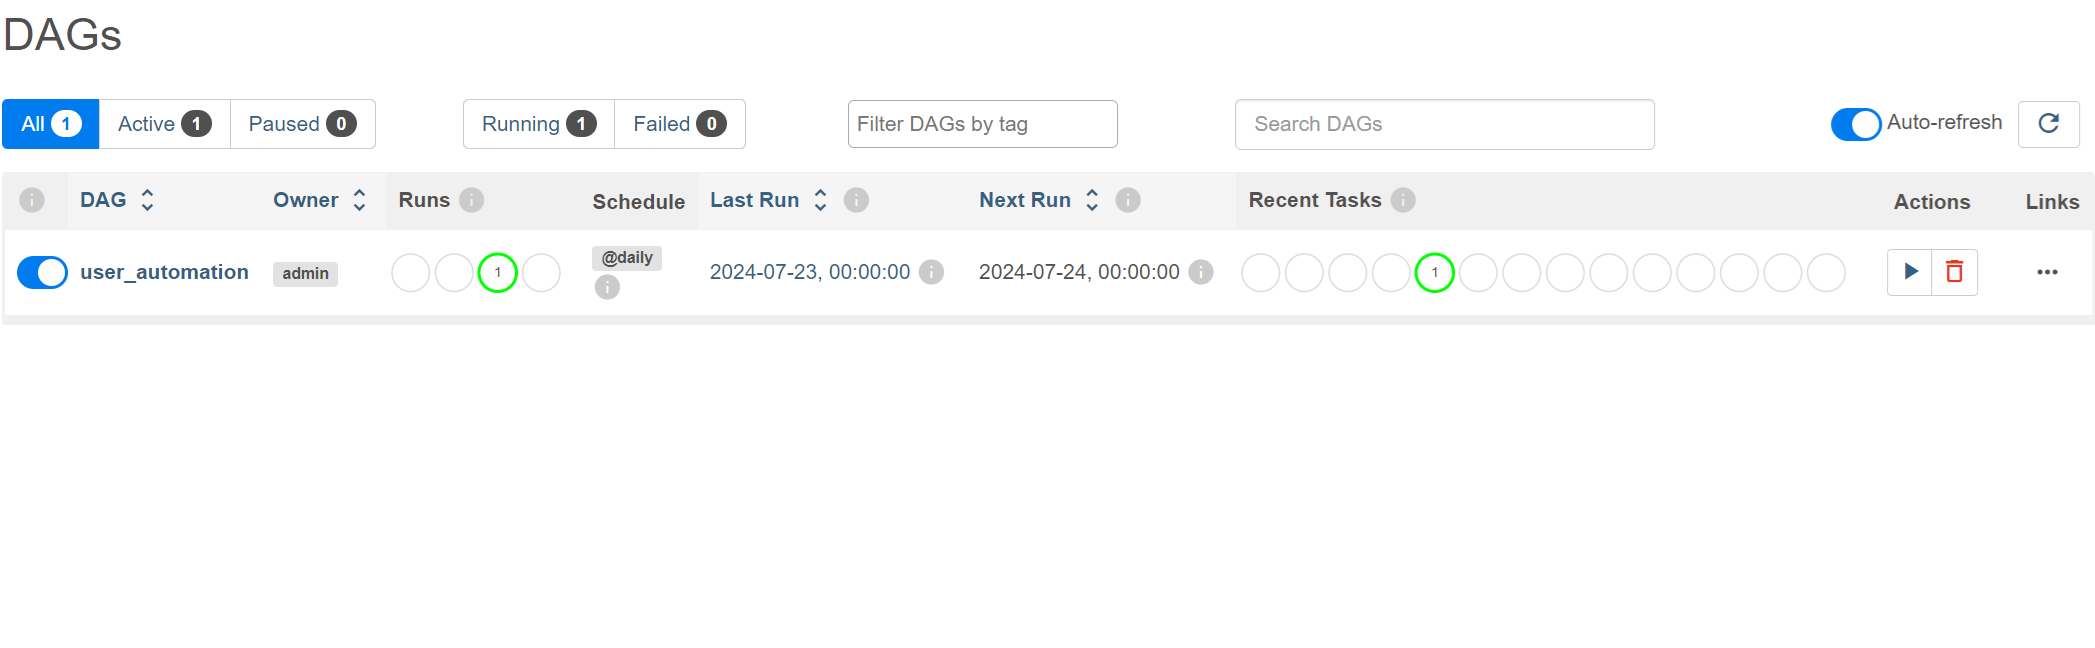 DAGs
All 1 Active 1 Paused 0 Running 1 Failed 0 Filter DAGs by tag Search DAGs Auto-refresh
DAG Owner Runs Schedule Last Run Next Run Recent Tasks Actions Links
user_automation admin 1 @daily 2024-07-23, 00:00:00 2024-07-24, 00:00:00 1